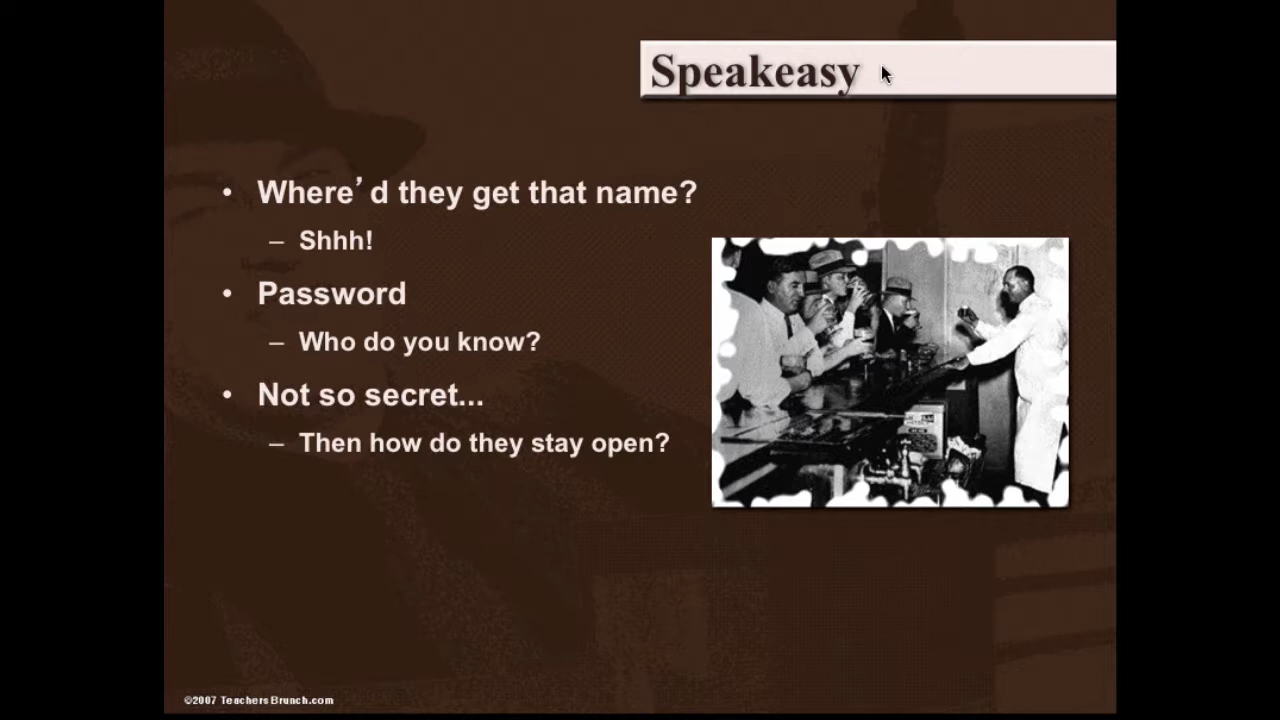 Speakeasy
• Where’d they get that name?
– Shhh!
• Password
– Who do you know?
• Not so secret...
– Then how do they stay open?
©2007 TeachersBrunch.com